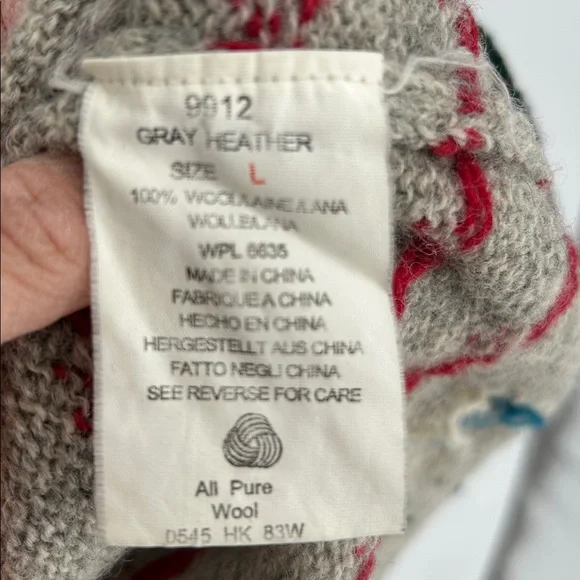 9912
GRAY HEATHER
SIZE L
100% WOOL/LAINE/LANA
WOLLE/LANA
WPL 6635
MADE IN CHINA
FABRIQUE A CHINA
HECHO EN CHINA
HERGESTELLT AUS CHINA
FATTO NEGLI CHINA
SEE REVERSE FOR CARE
All Pure
Wool
0545 HK 83W